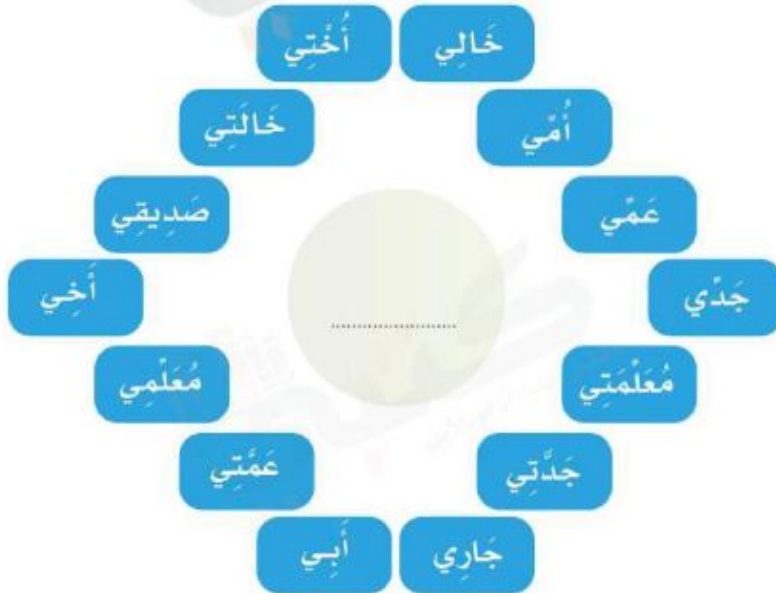 خَالِي أُخْتِي
أُمِّي خَالَتِي
عَمِّي صَدِيقِي
جَدِّي أَخِي
......................
مُعَلِّمَتِي مُعَلِّمِي
جَدَّتِي عَمَّتِي
جَارِي أَبِي